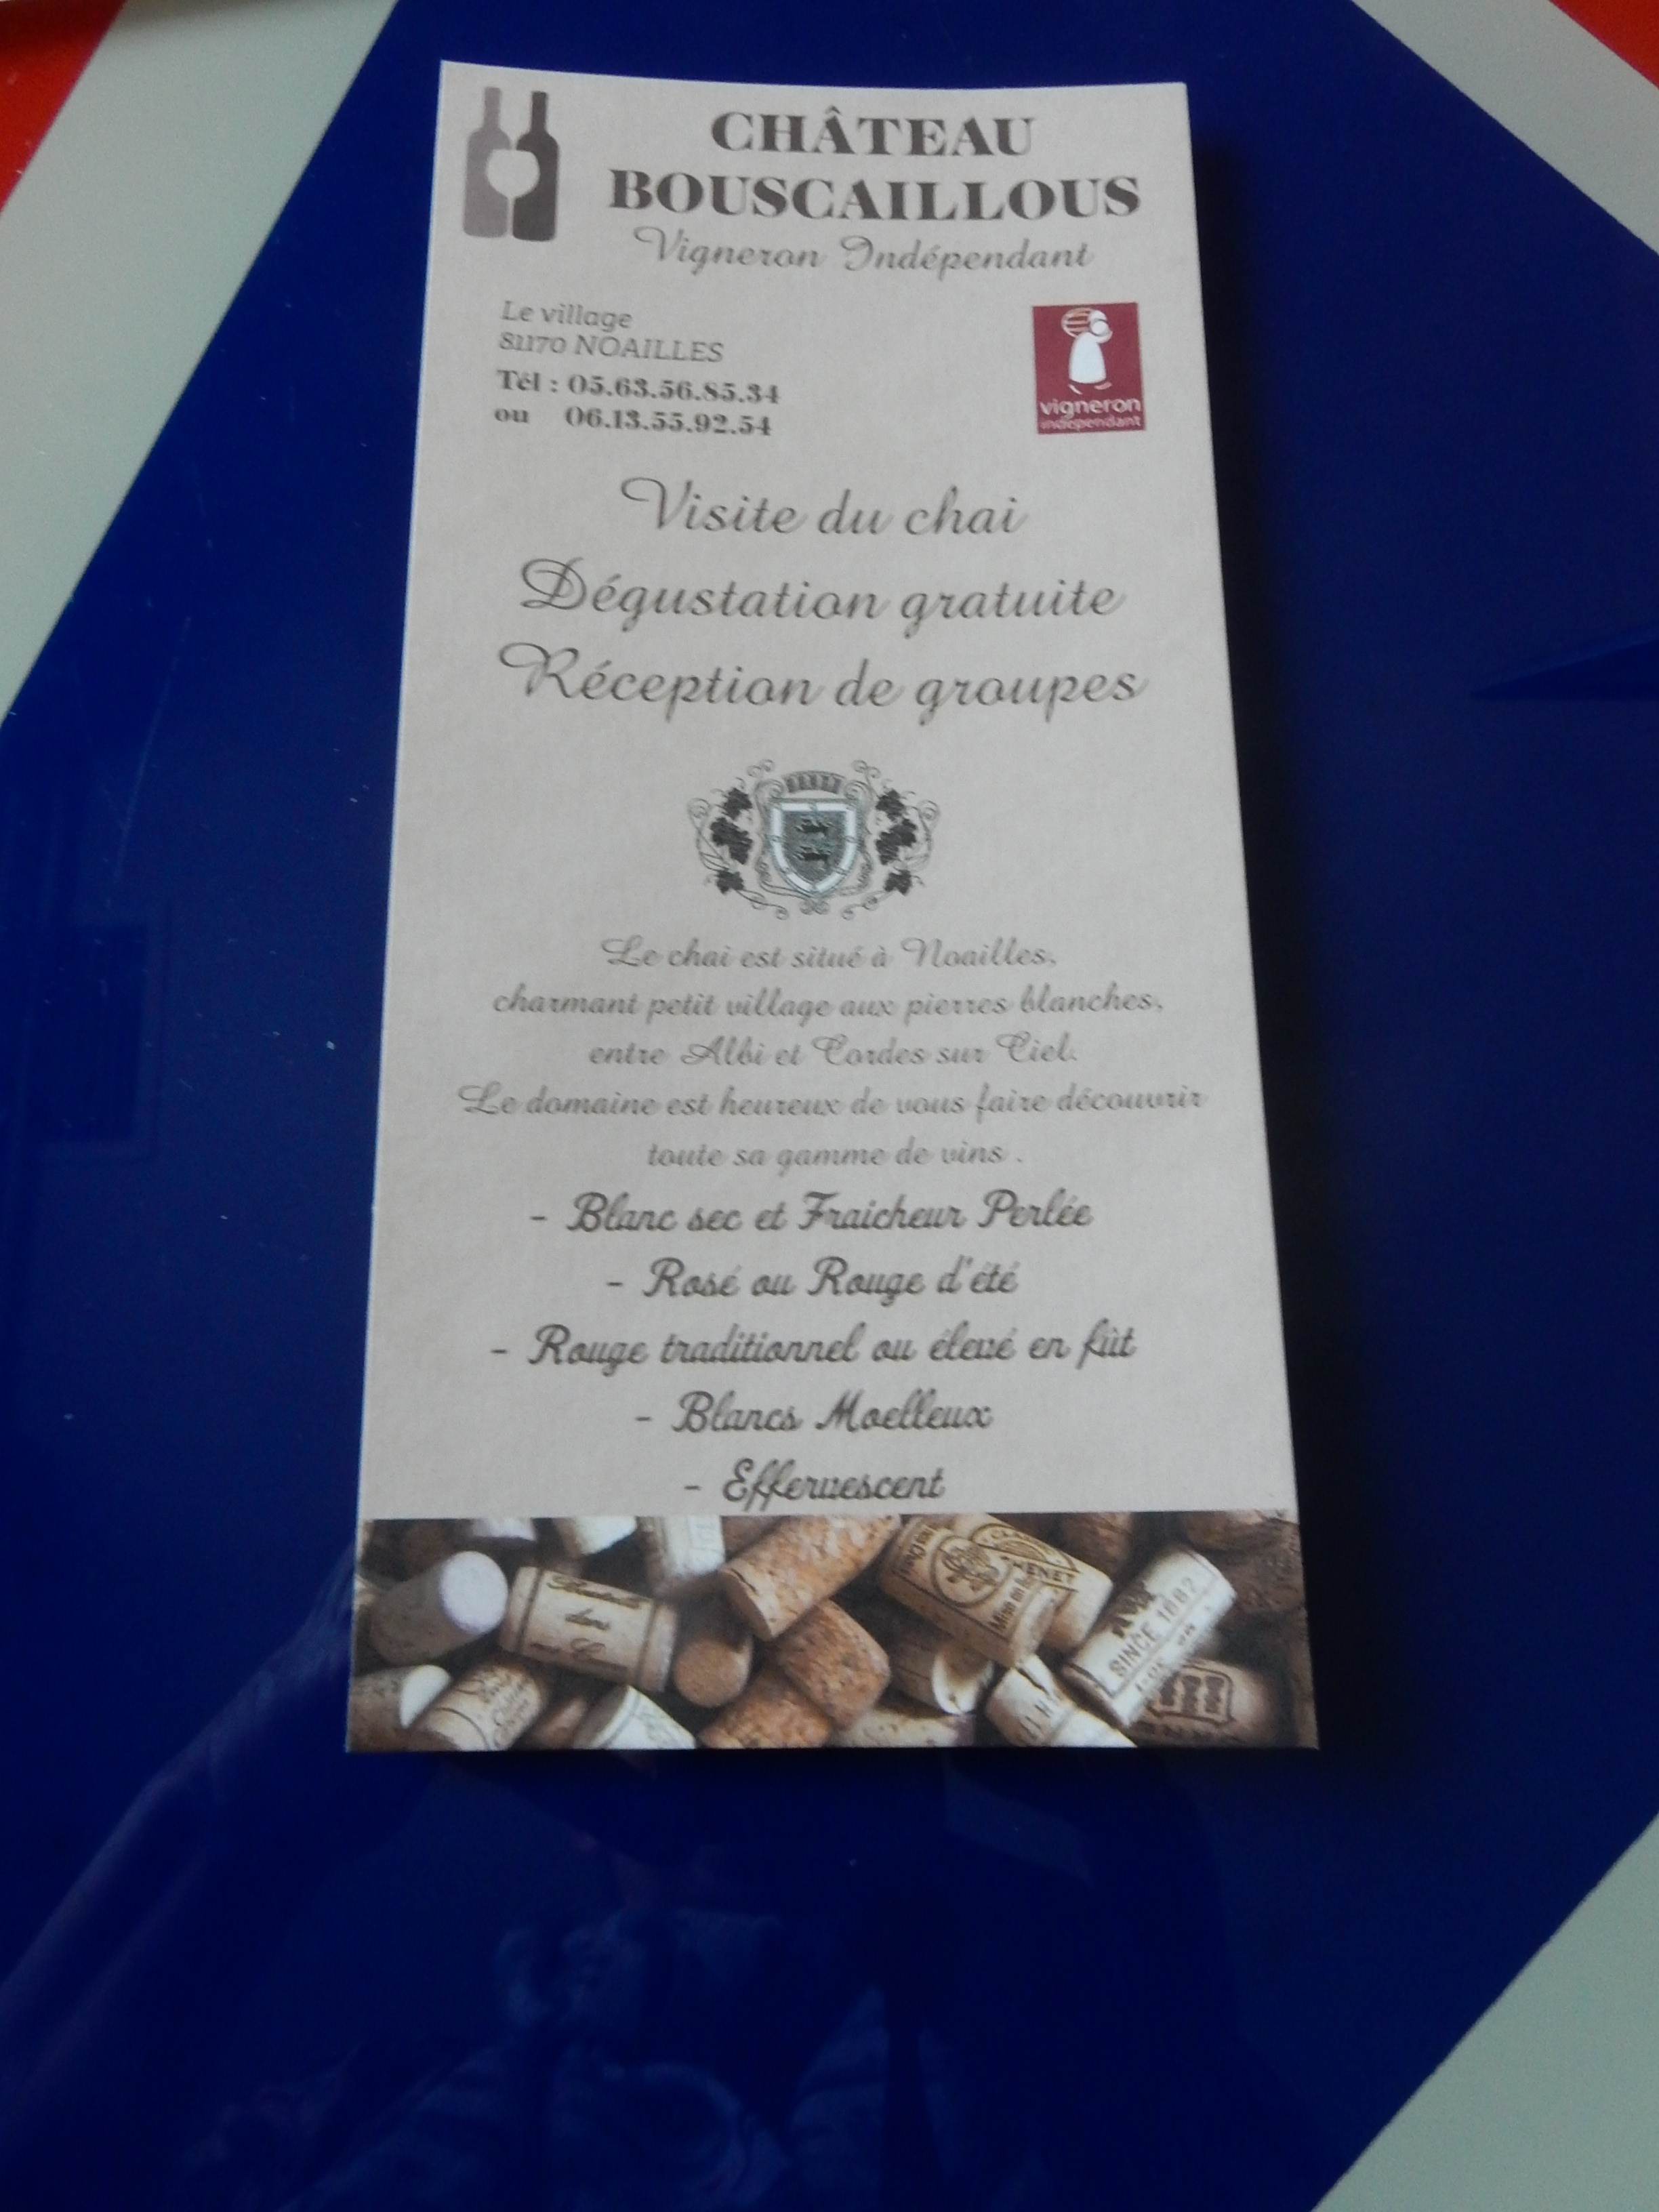 CHÂTEAU
BOUSCAILLOUS
Vigneron Indépendant
Le village
81170 NOAILLES
Tél : 05.63.56.85.34
ou 06.13.55.92.54
vigneron
indépendant
Visite du chai
Dégustation gratuite
Réception de groupes
Le chai est situé à Noailles,
charmant petit village aux pierres blanches,
entre Albi et Cordes sur Ciel.
Le domaine est heureux de vous faire découvrir
toute sa gamme de vins .
- Blanc sec et Fraicheur Perlée
- Rosé ou Rouge d'été
- Rouge traditionnel ou élevé en fût
- Blancs Moelleux
- Effervescent
Mise en
SINCE 1882